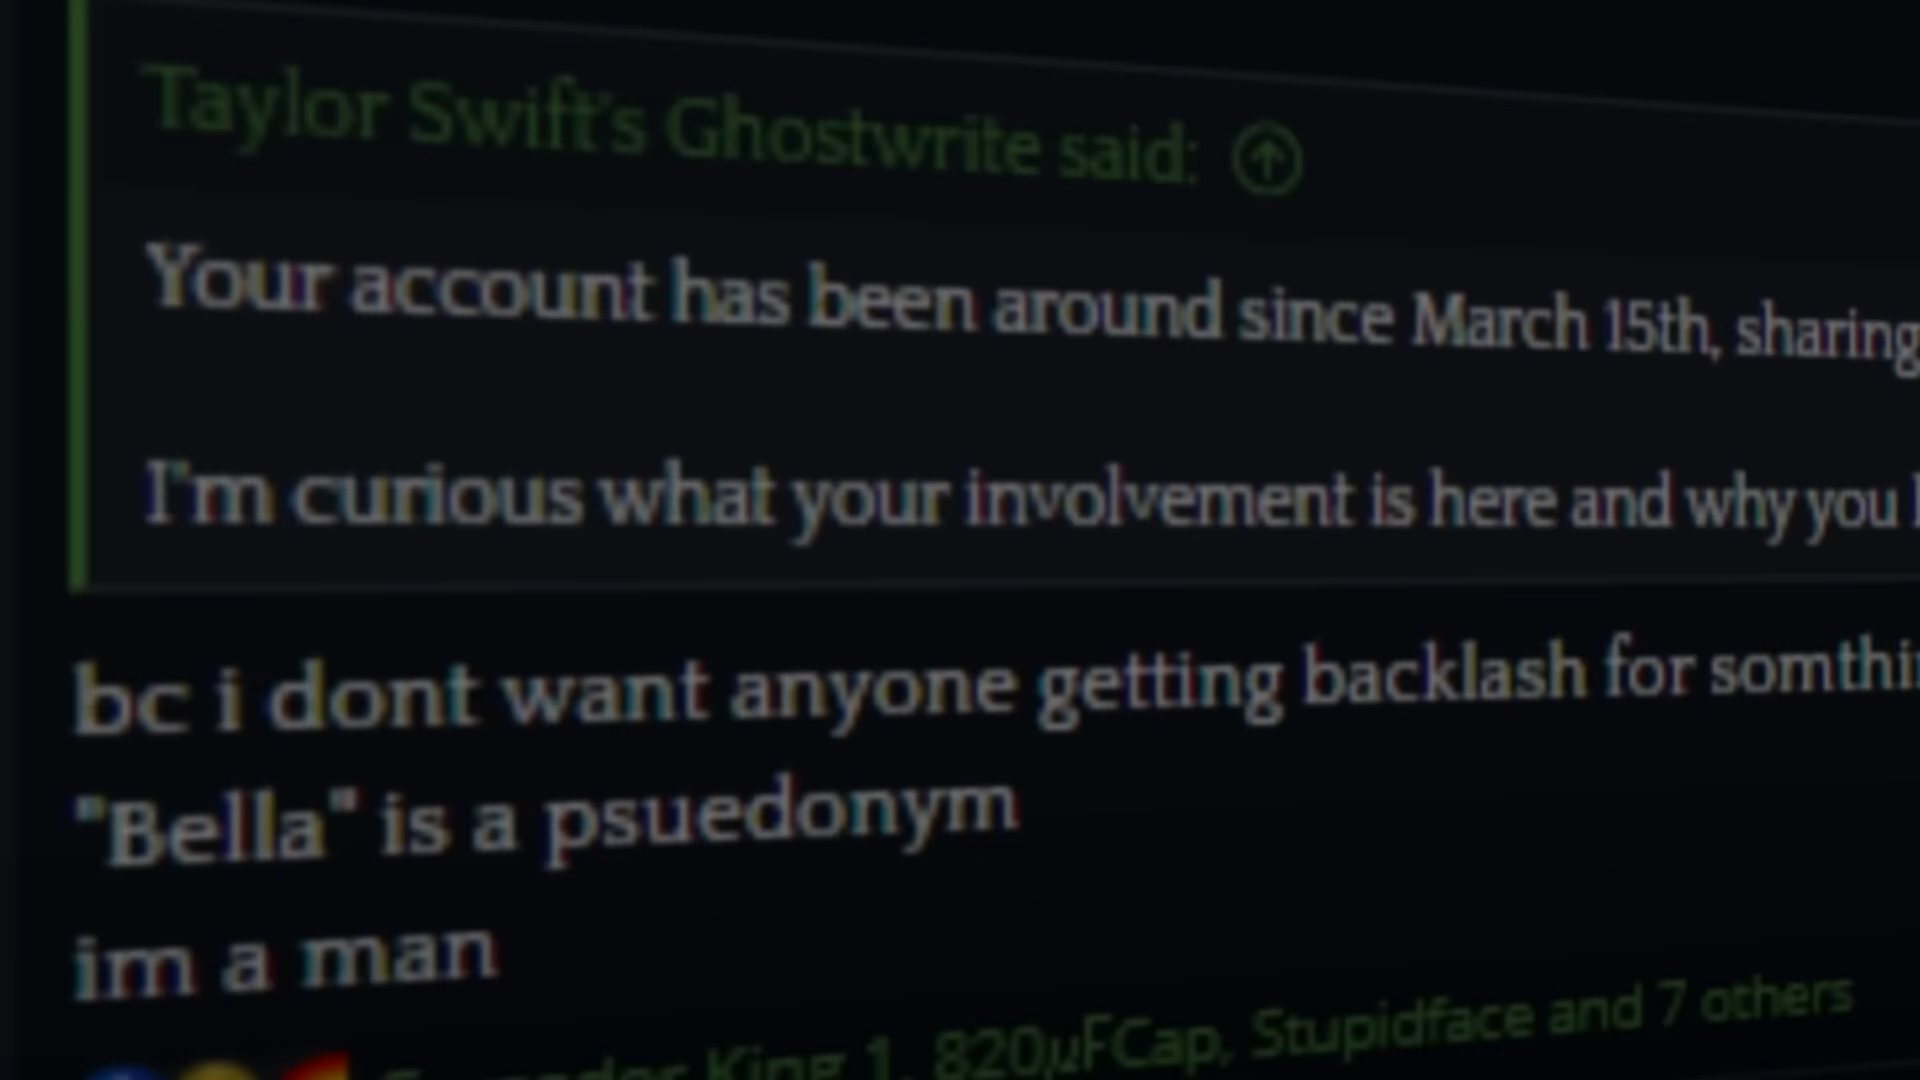 Taylor Swift's Ghostwrite said:
Your account has been around since March 15th, sharing
I'm curious what your involvement is here and why you
bc i dont want anyone getting backlash for somthi
"Bella" is a psuedonym
im a man
King 1, 820µFCap, Stupidface and 7 others